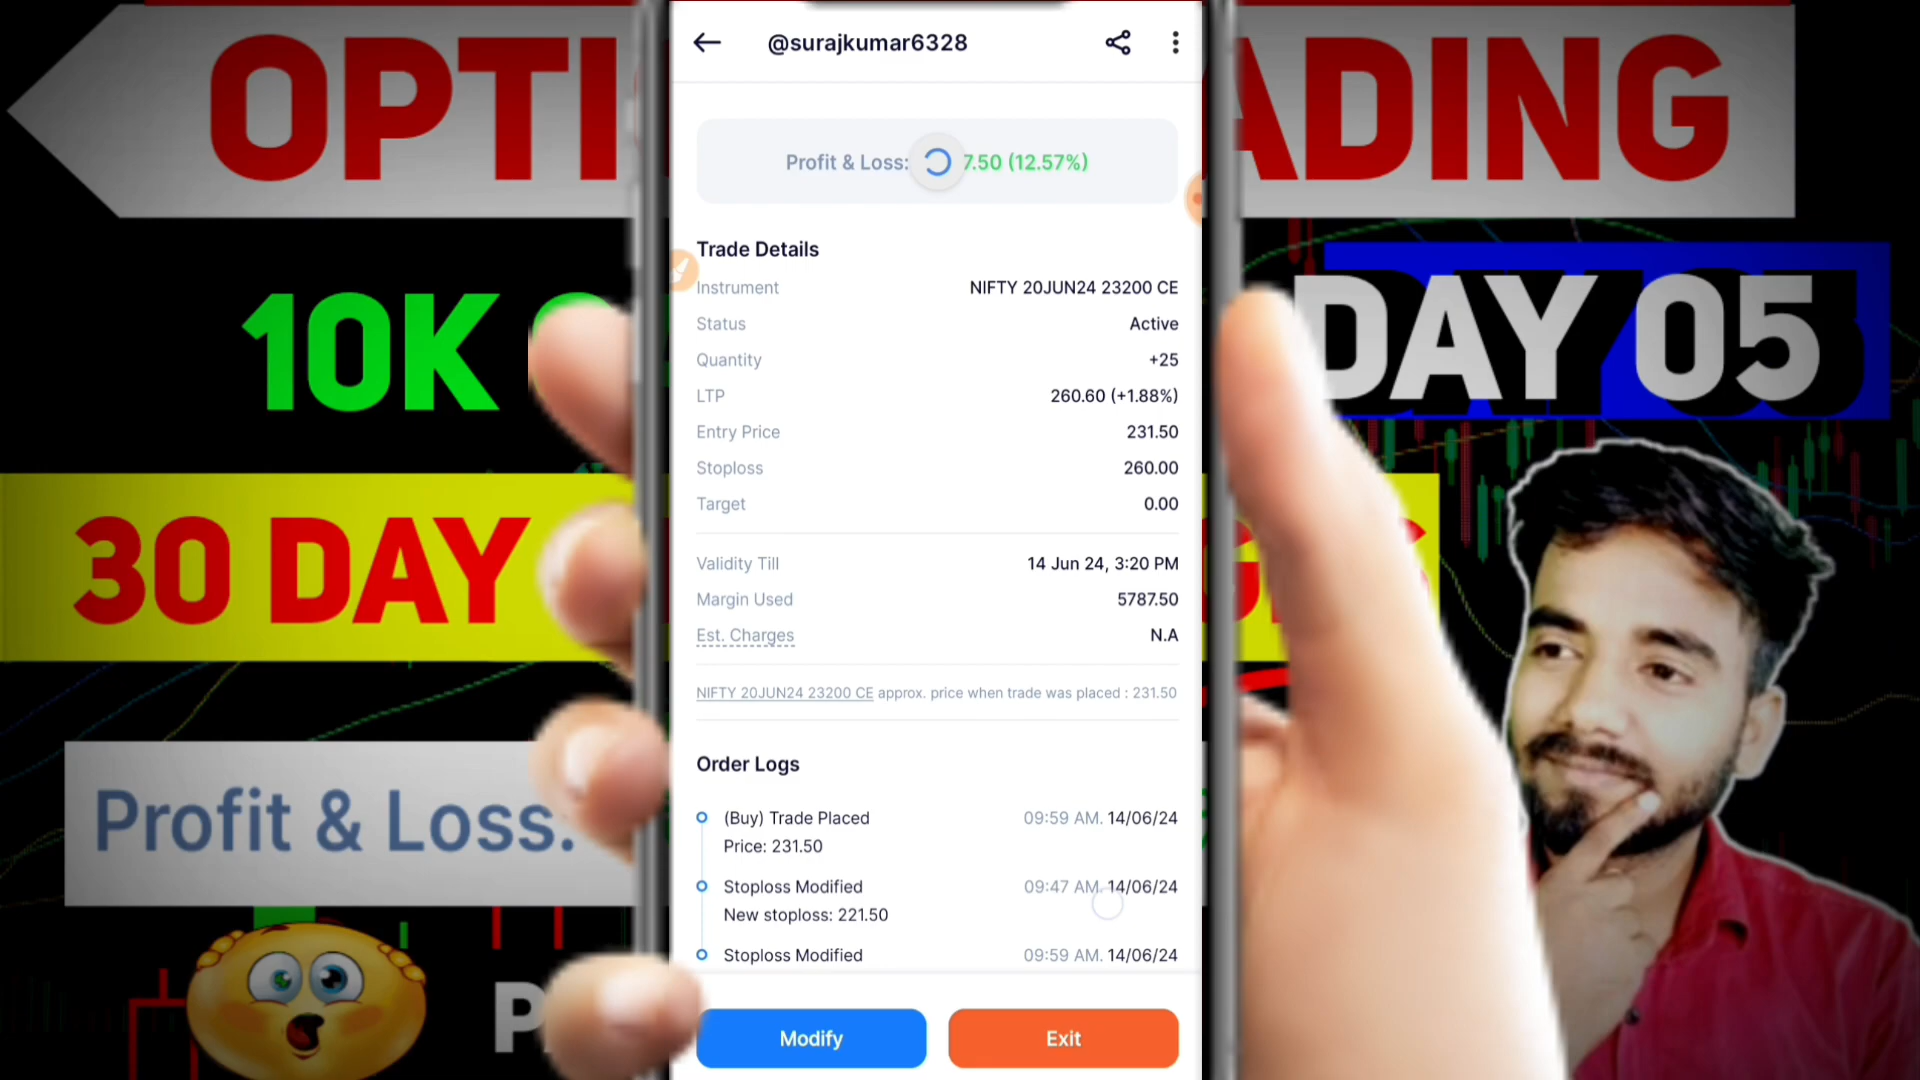 OPTI ADING
@surajkumar6328
Profit & Loss: 7.50 (12.57%)
Trade Details
Instrument NIFTY 20JUN24 23200 CE
Status Active
Quantity +25
LTP 260.60 (+1.88%)
Entry Price 231.50
Stoploss 260.00
Target 0.00
Validity Till 14 Jun 24, 3:20 PM
Margin Used 5787.50
Est. Charges N.A
NIFTY 20JUN24 23200 CE approx. price when trade was placed : 231.50
Order Logs
(Buy) Trade Placed 09:59 AM. 14/06/24
Price: 231.50
Stoploss Modified 09:47 AM. 14/06/24
New stoploss: 221.50
Stoploss Modified 09:59 AM. 14/06/24
Modify Exit
10K
DAY 05
30 DAY
Profit & Loss:
P